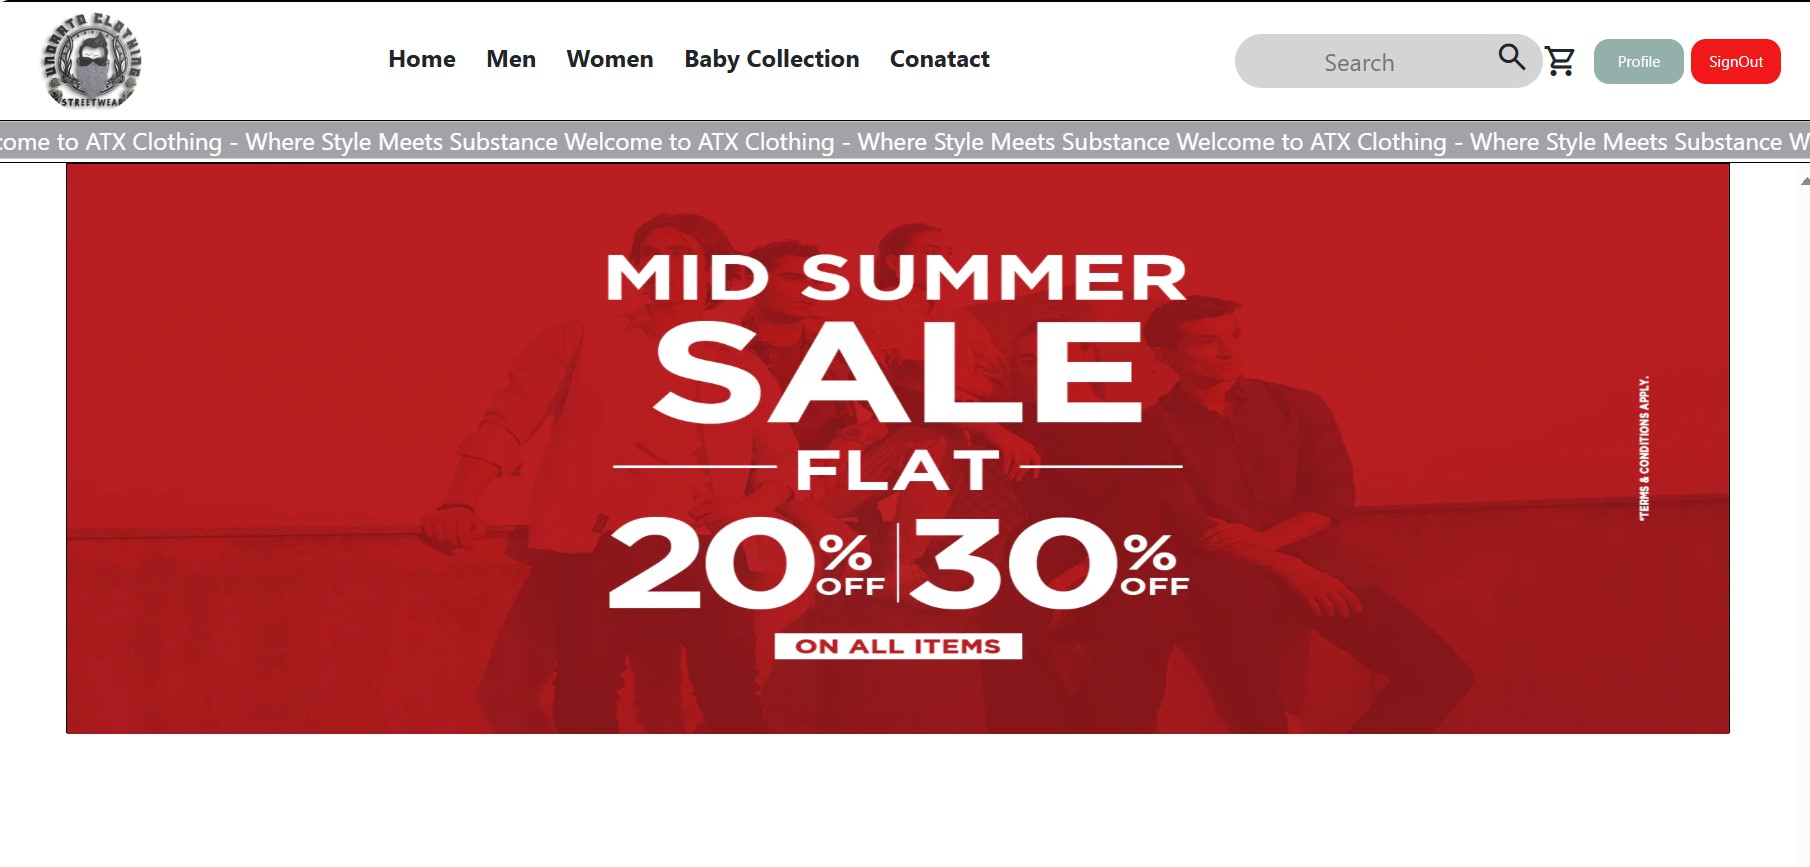 UNDARTD CLOTHING
STREETWEAR
Home Men Women Baby Collection Conatact
Search
Profile
SignOut
come to ATX Clothing - Where Style Meets Substance Welcome to ATX Clothing - Where Style Meets Substance Welcome to ATX Clothing - Where Style Meets Substance W
MID SUMMER
SALE
FLAT
20% OFF 30% OFF
ON ALL ITEMS
*TERMS & CONDITIONS APPLY.